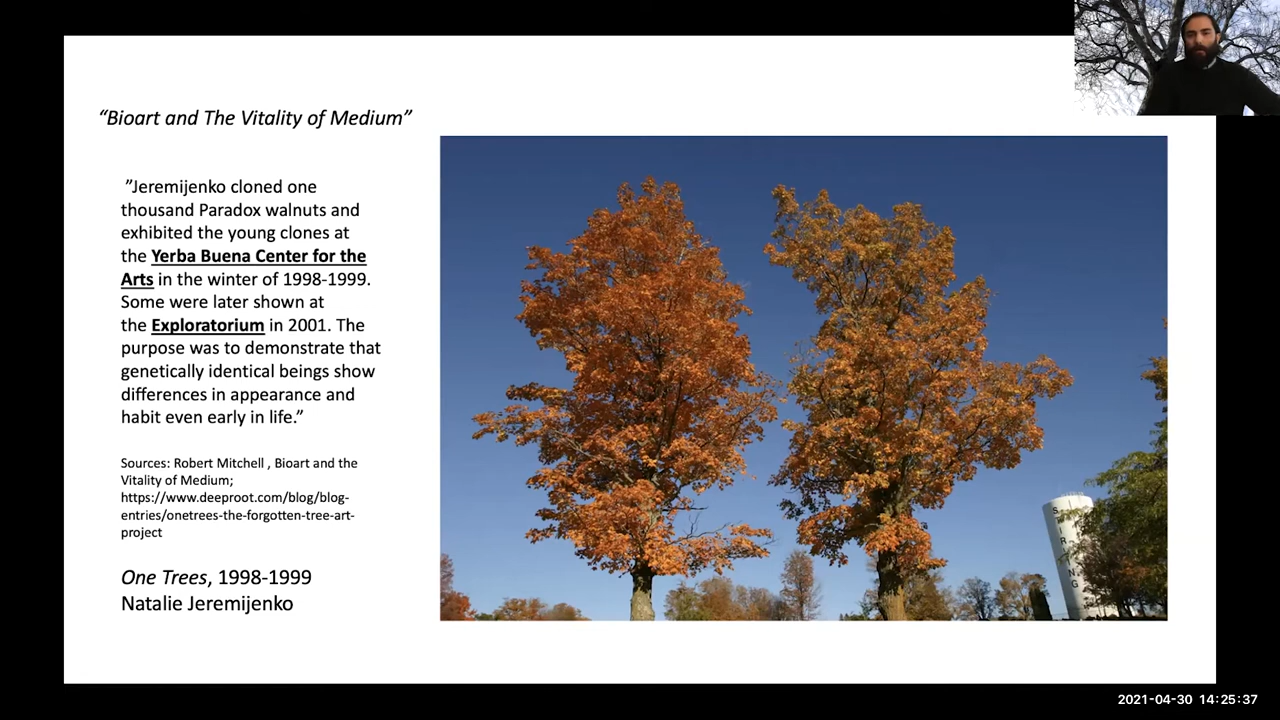 “Bioart and The Vitality of Medium”
”Jeremijenko cloned one
thousand Paradox walnuts and
exhibited the young clones at
the Yerba Buena Center for the
Arts in the winter of 1998-1999.
Some were later shown at
the Exploratorium in 2001. The
purpose was to demonstrate that
genetically identical beings show
differences in appearance and
habit even early in life.”
Sources: Robert Mitchell , Bioart and the
Vitality of Medium;
https://www.deeproot.com/blog/blog-
entries/onetrees-the-forgotten-tree-art-
project
One Trees, 1998-1999
Natalie Jeremijenko
2021-04-30 14:25:37